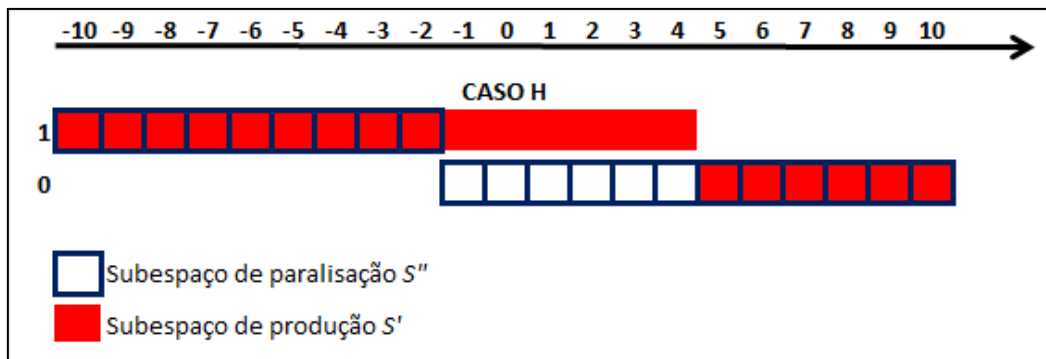 -10 -9 -8 -7 -6 -5 -4 -3 -2 -1 0 1 2 3 4 5 6 7 8 9 10
CASO H
1
0
Subespaço de paralisação S"
Subespaço de produção S'